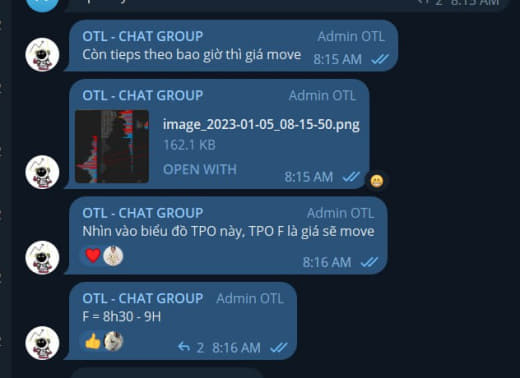 2 8:15 AM
OTL - CHAT GROUP Admin OTL
Còn tieps theo bao giờ thì giá move
8:15 AM
OTL - CHAT GROUP Admin OTL
image_2023-01-05_08-15-50.png
162.1 KB
OPEN WITH
8:15 AM
OTL - CHAT GROUP Admin OTL
Nhìn vào biểu đồ TPO này, TPO F là giá sẽ move
8:16 AM
OTL - CHAT GROUP Admin OTL
F = 8h30 - 9H
2 8:16 AM